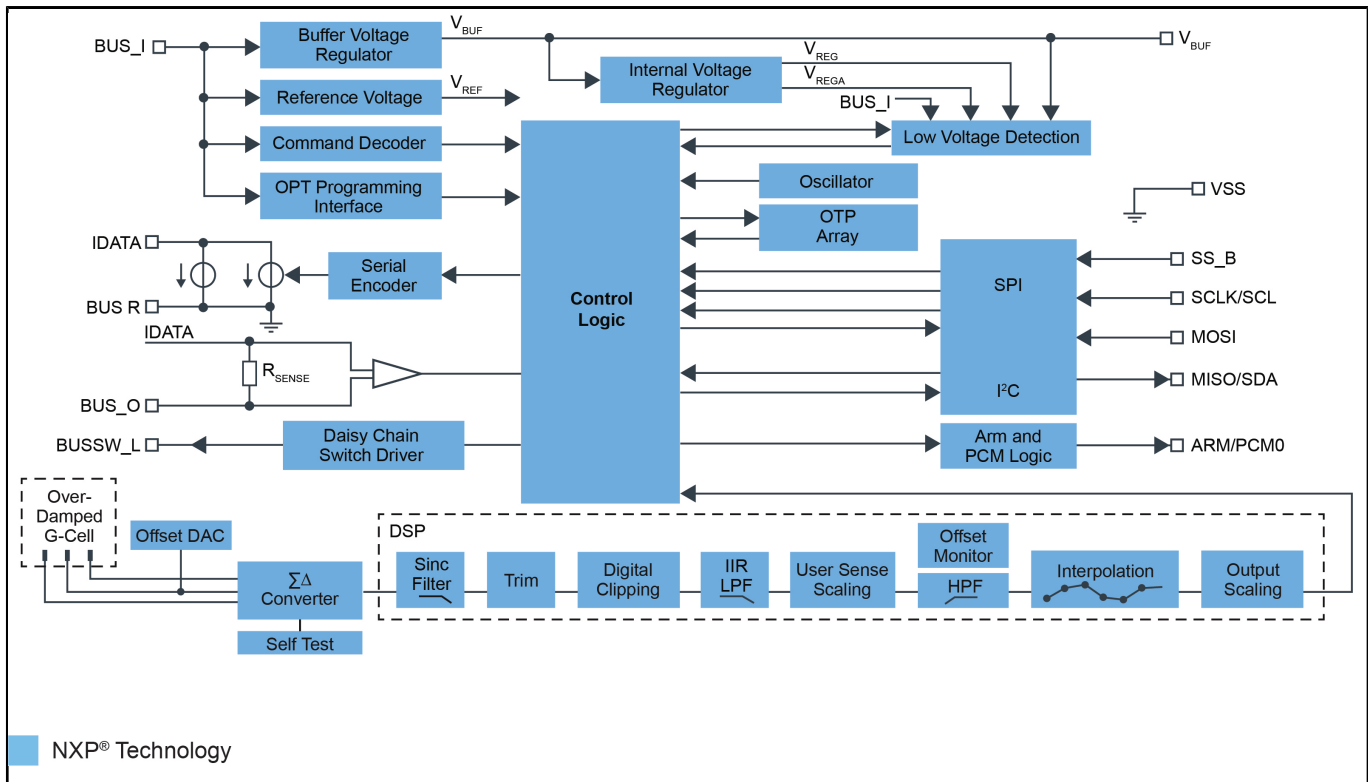 BUS_I
Buffer Voltage
Regulator
VBUF
VBUF
Internal Voltage
Regulator
VREG
VREGA
Reference Voltage
VREF
BUS_I
Command Decoder
Low Voltage Detection
OPT Programming
Interface
Oscillator
OTP
Array
VSS
IDATA
BUS R
Serial
Encoder
Control
Logic
SPI
I²C
SS_B
SCLK/SCL
MOSI
MISO/SDA
IDATA
RSENSE
BUS_O
BUSSW_L
Daisy Chain
Switch Driver
Arm and
PCM Logic
ARM/PCM0
Over-
Damped
G-Cell
Offset DAC
ΣΔ
Converter
Self Test
DSP
Sinc
Filter
Trim
Digital
Clipping
IIR
LPF
User Sense
Scaling
Offset
Monitor
HPF
Interpolation
Output
Scaling
NXP® Technology